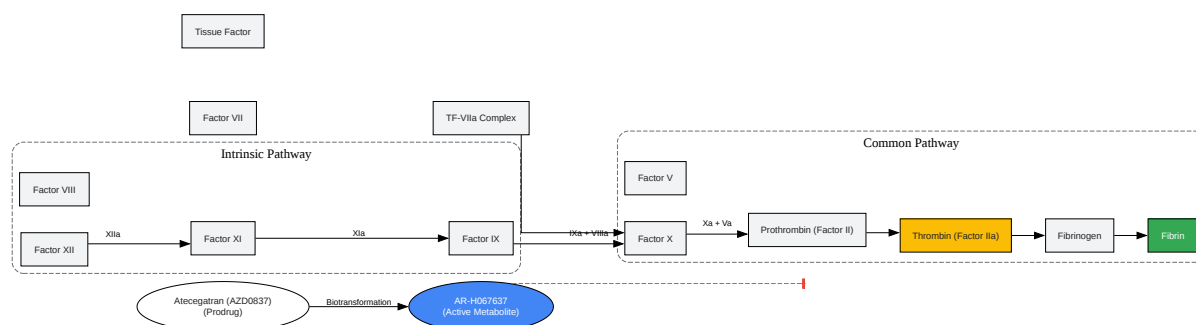 Tissue Factor
Factor VII
TF-VIIa Complex
Intrinsic Pathway
Common Pathway
Factor VIII
Factor V
Factor XII
XIIa
Factor XI
XIa
Factor IX
IXa + VIIIa
Factor X
Xa + Va
Prothrombin (Factor II)
Thrombin (Factor IIa)
Fibrinogen
Fibrin
Atecegatran (AZD0837)
(Prodrug)
Biotransformation
AR-H067637
(Active Metabolite)